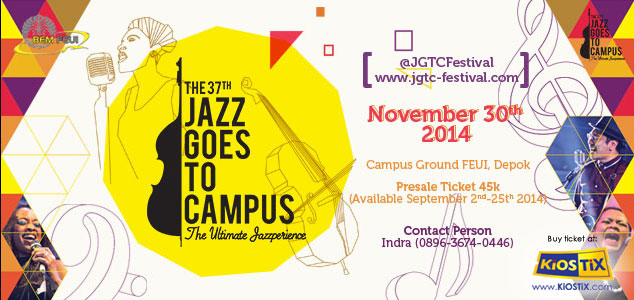 BEM FEUI
THE 37TH
JAZZ
GOES
TO
CAMPUS
The Ultimate Jazzperience
@JGTCFestival
www.jgtc-festival.com
November 30th
2014
Campus Ground FEUI, Depok
Presale Ticket 45k
(Available September 2nd-25th 2014)
Contact Person
Indra (0896-3674-0446)
THE 37TH
JAZZ
GOES
TO
CAMPUS
The Ultimate Jazzperience
Buy ticket at:
KiOSTiX
www.KiOSTiX.com